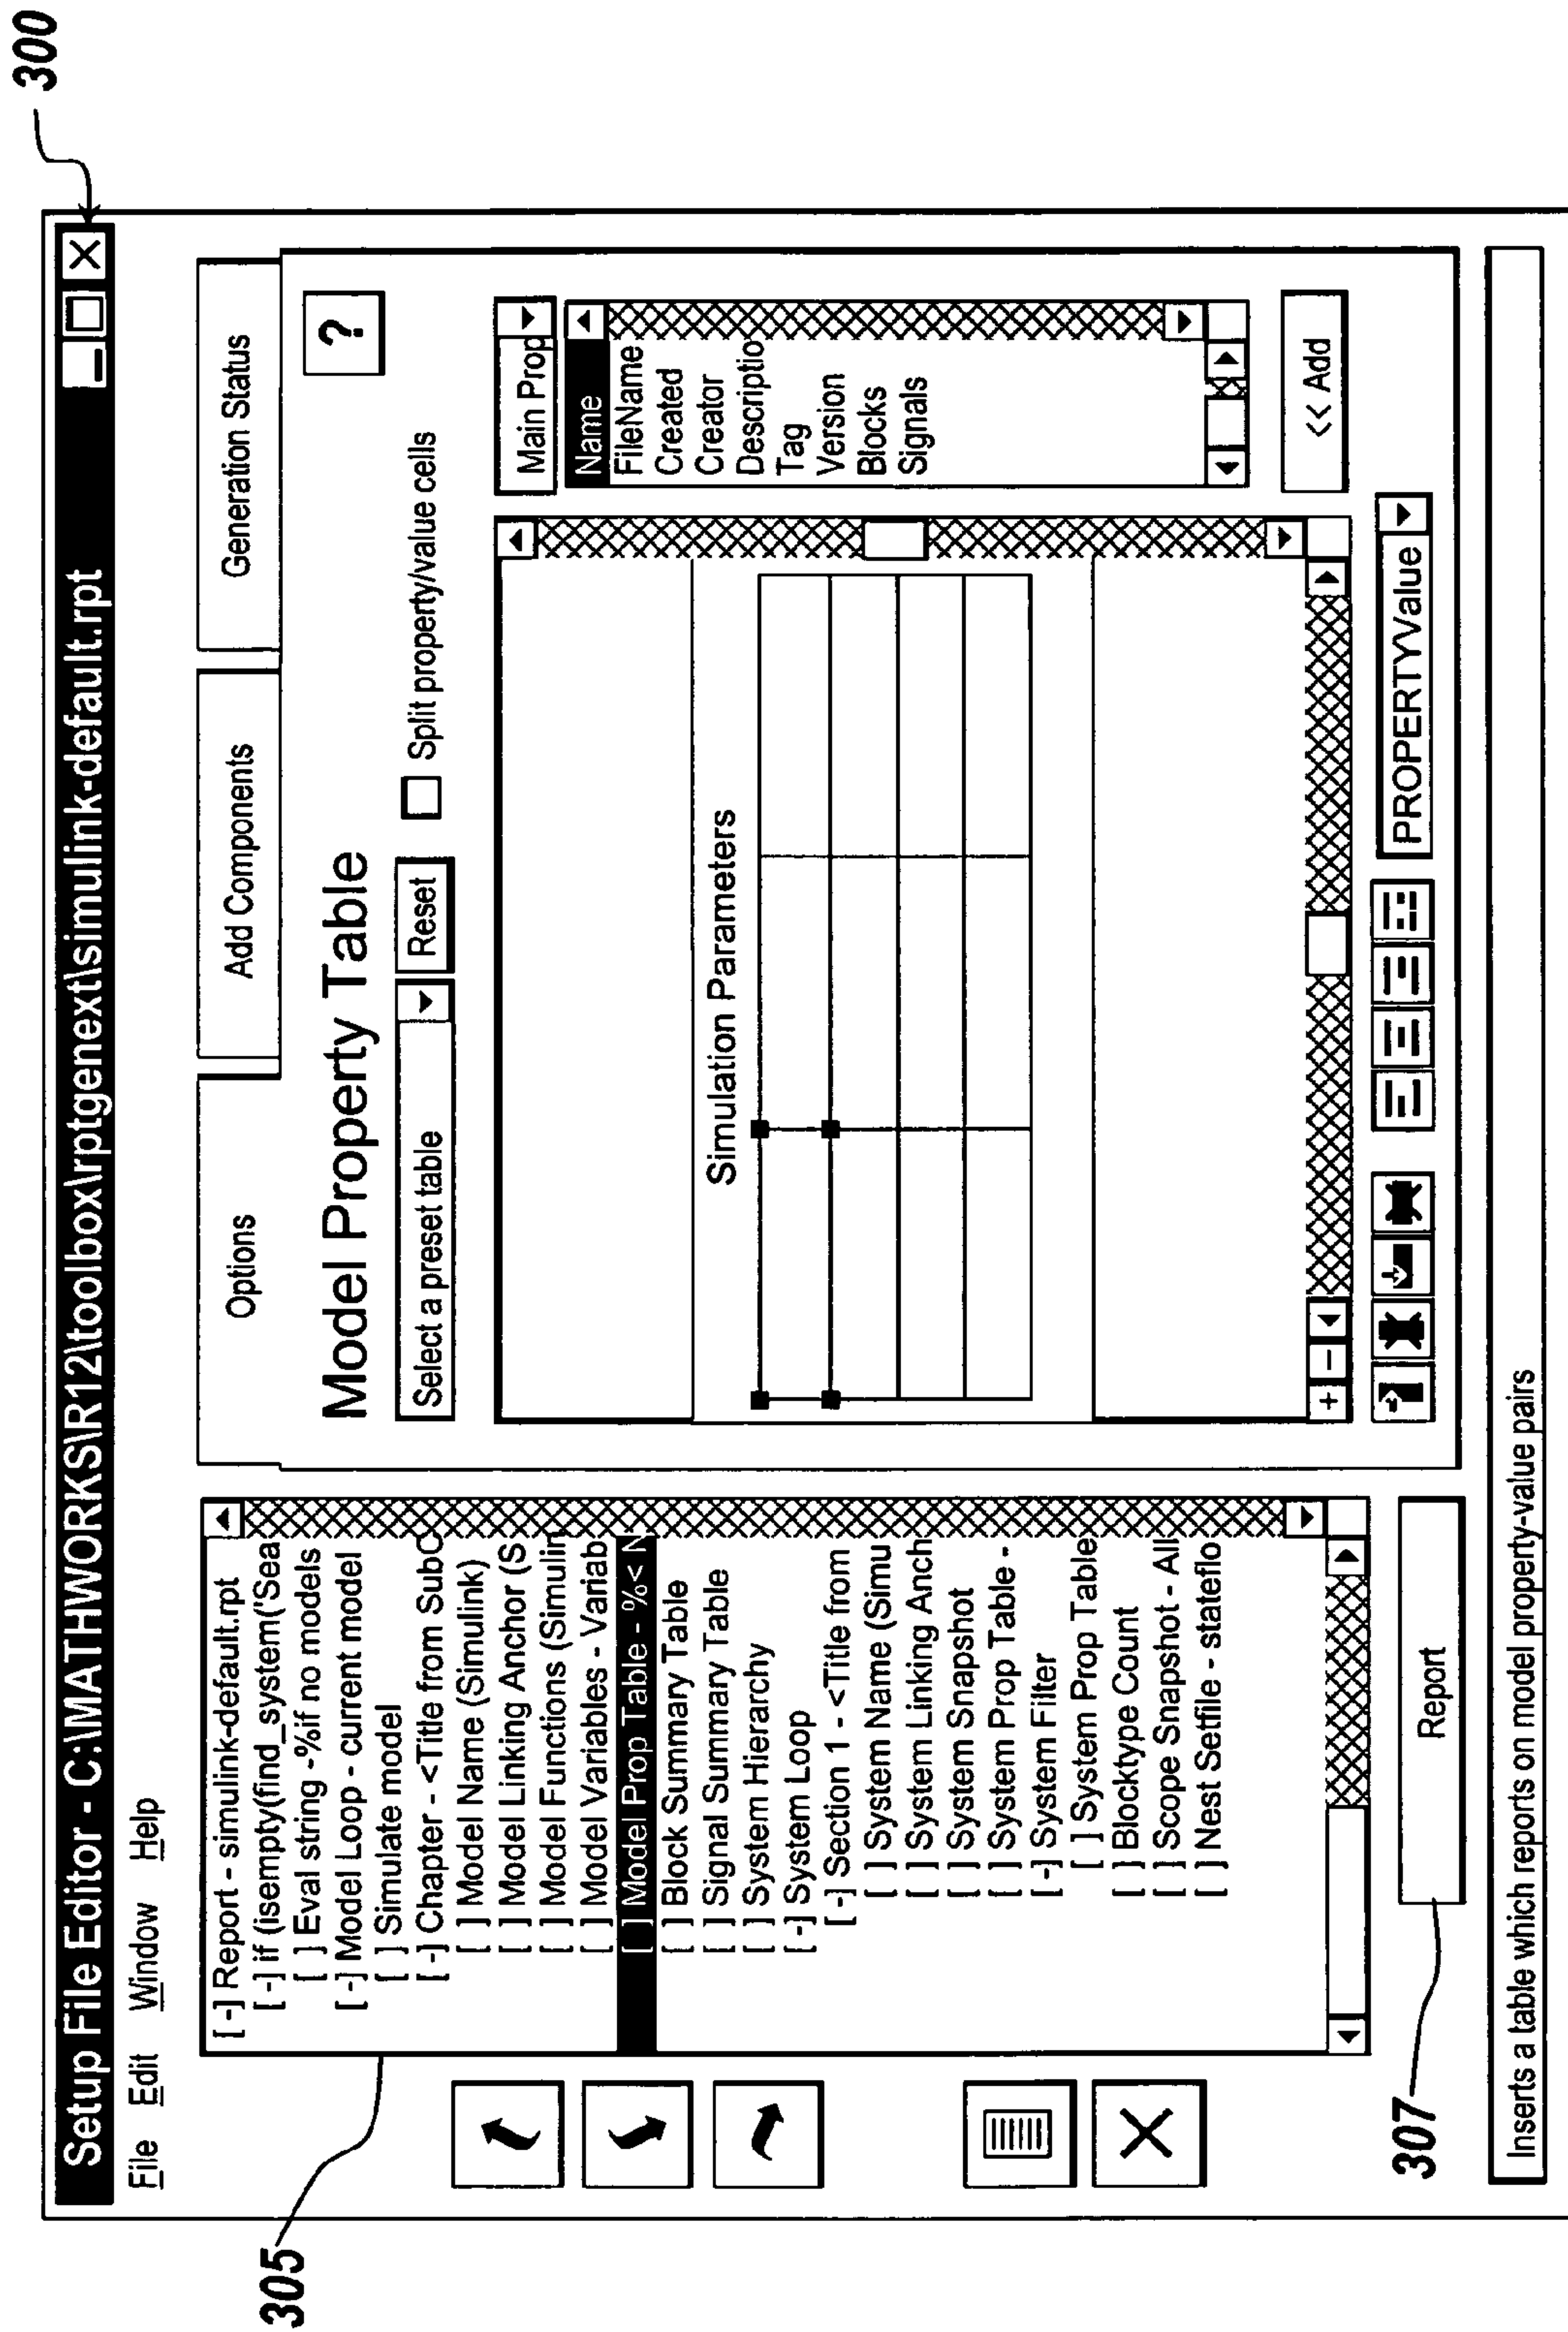 300
Setup File Editor - C:\MATHWORKS\R12\toolbox\rptgenext\simulink-default.rpt
File Edit Window Help
305
[-] Report - simulink-default.rpt
[-] if (isempty(find_system('Sea
[ ] Eval string -%if no models
[-] Model Loop - current model
[ ] Simulate model
[-] Chapter - <Title from SubC
[ ] Model Name (Simulink)
[ ] Model Linking Anchor (S
[ ] Model Functions (Simulin
[ ] Model Variables - Variab
[ ] Model Prop Table - %< N
[ ] Block Summary Table
[ ] Signal Summary Table
[ ] System Hierarchy
[-] System Loop
[-] Section 1 - <Title from
[ ] System Name (Simu
[ ] System Linking Anch
[ ] System Snapshot
[ ] System Prop Table -
[-] System Filter
[ ] System Prop Table
[ ] Blocktype Count
[ ] Scope Snapshot - All
[ ] Nest Setfile - stateflo
307
Report
Options Add Components Generation Status
Model Property Table ?
Select a preset table Reset Split property/value cells
Simulation Parameters
Main Prop
Name
FileName
Created
Creator
Descriptio
Tag
Version
Blocks
Signals
<< Add
PROPERTYValue
Inserts a table which reports on model property-value pairs